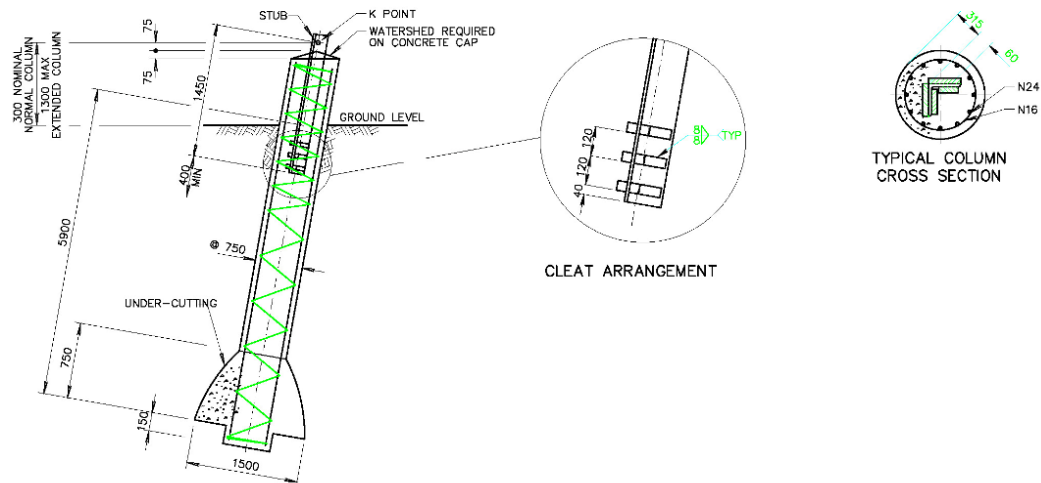 STUB
K POINT
WATERSHED REQUIRED
ON CONCRETE CAP
75
75
300 NOMINAL
NORMAL COLUMN
1300 MAX
EXTENDED COLUMN
1450
GROUND LEVEL
400
MIN
5900
750
UNDER-CUTTING
750
150
1500
120
120
40
8
8
TYP
CLEAT ARRANGEMENT
315
60
N24
N16
TYPICAL COLUMN
CROSS SECTION